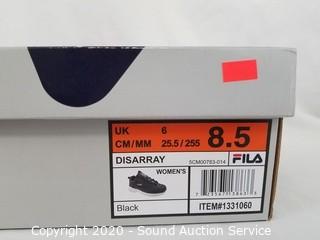 UK 6 8.5
CM/MM 25.5/255
DISARRAY 5CM00783-014 FILA
WOMEN'S
Black ITEM#1331060
Copyright 2020 - Sound Auction Service